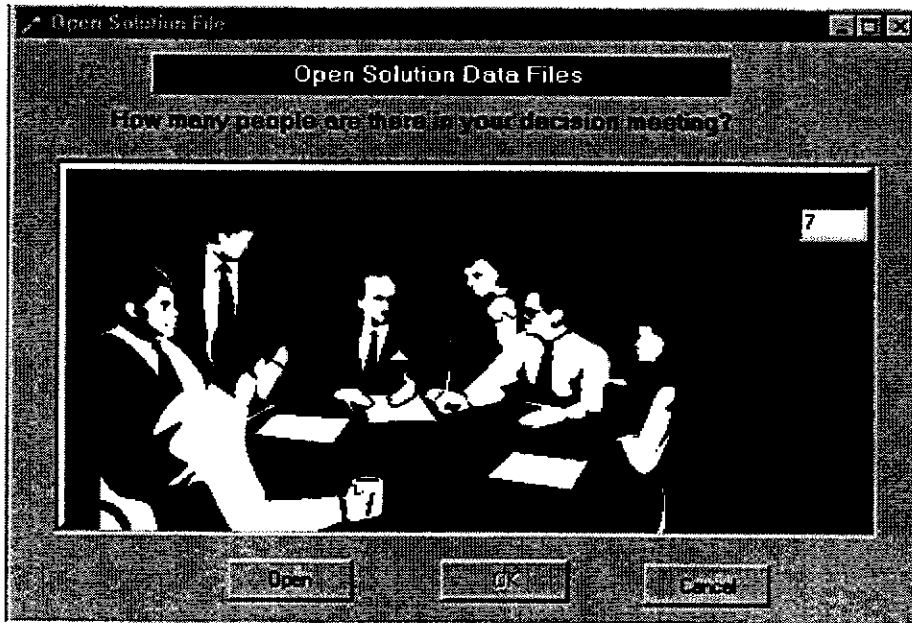 Open Solution File
Open Solution Data Files
How many people are there in your decision meeting?
7
Open
OK
Cancel